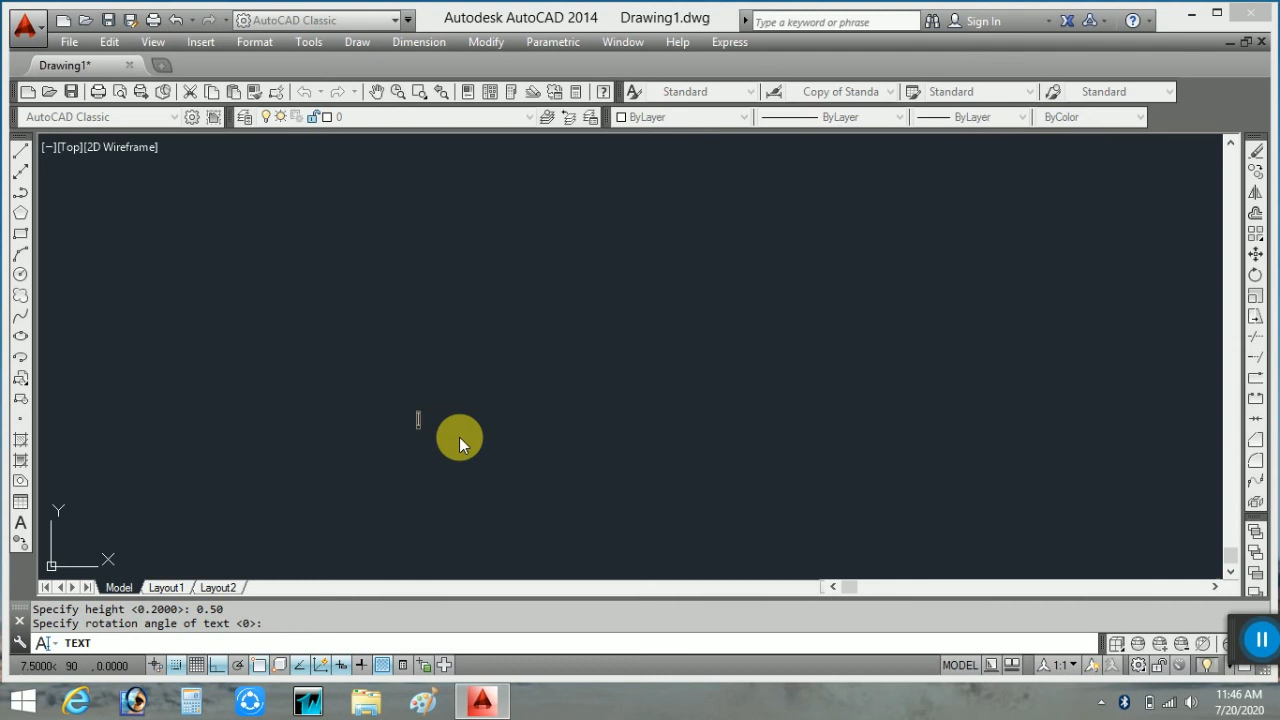 AutoCAD Classic
Autodesk AutoCAD 2014 Drawing1.dwg
Type a keyword or phrase
Sign In
File Edit View Insert Format Tools Draw Dimension Modify Parametric Window Help Express
Drawing1*
Standard Copy of Standa Standard Standard
AutoCAD Classic 0 ByLayer ByLayer ByLayer ByColor
[−][Top][2D Wireframe]
Y
X
Model Layout1 Layout2
Specify height <0.2000>: 0.50
Specify rotation angle of text <0>:
TEXT
7.5000< 90 , 0.0000 MODEL 1:1
11:46 AM
7/20/2020